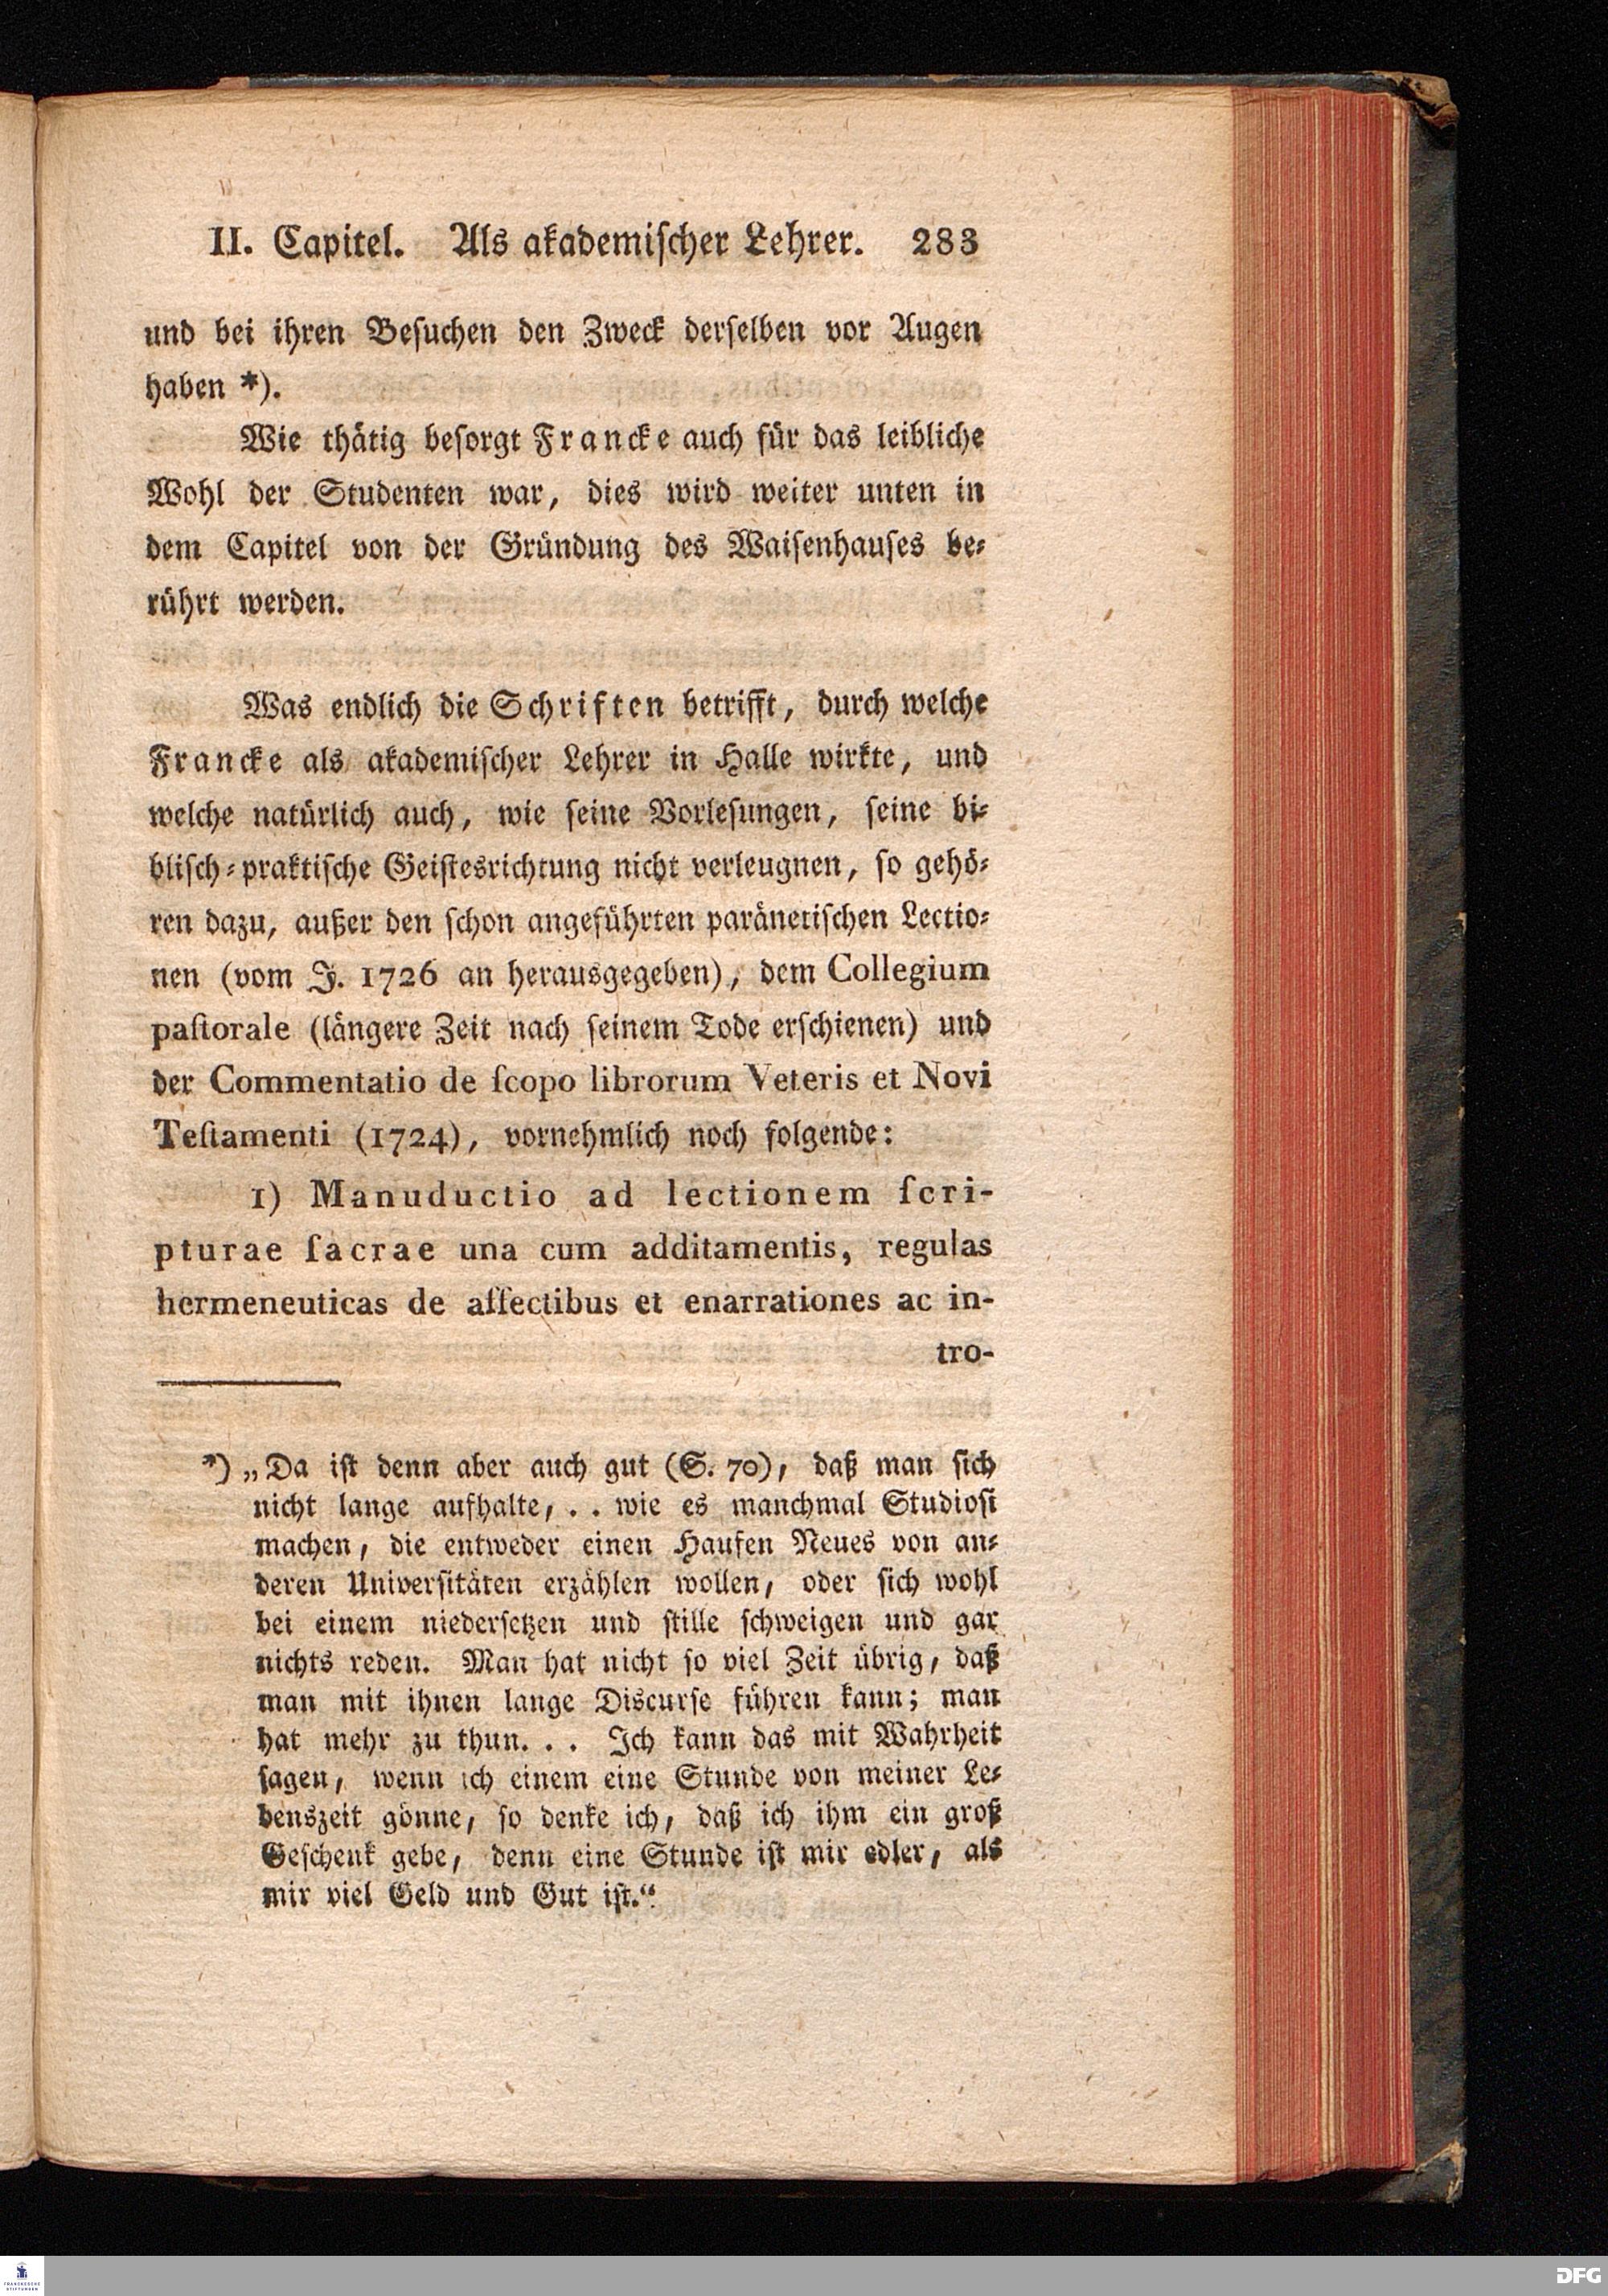 II. Capitel. Als akademiſcher Lehrer. 283
und bei ihren Beſuchen den Zweck derſelben vor Augen
haben *).
Wie thätig beſorgt Francke auch für das leibliche
Wohl der Studenten war, dies wird weiter unten in
dem Capitel von der Gründung des Waiſenhauſes be-
rührt werden.
Was endlich die Schriften betrifft, durch welche
Francke als akademiſcher Lehrer in Halle wirkte, und
welche natürlich auch, wie ſeine Vorleſungen, ſeine bi-
bliſch-praktiſche Geiſtesrichtung nicht verleugnen, ſo gehö-
ren dazu, außer den ſchon angeführten paränetiſchen Lectio-
nen (vom J. 1726 an herausgegeben), dem Collegium
paſtorale (längere Zeit nach ſeinem Tode erſchienen) und
der Commentatio de ſcopo librorum Veteris et Novi
Teſtamenti (1724), vornehmlich noch folgende:
1) Manuductio ad lectionem ſcri-
pturae ſacrae una cum additamentis, regulas
hermeneuticas de affectibus et enarrationes ac in-
tro-
*) „Da iſt denn aber auch gut (S. 70), daß man ſich
nicht lange aufhalte, . . wie es manchmal Studioſi
machen, die entweder einen Haufen Neues von an-
deren Univerſitäten erzählen wollen, oder ſich wohl
bei einem niederſetzen und ſtille ſchweigen und gar
nichts reden. Man hat nicht ſo viel Zeit übrig, daß
man mit ihnen lange Discurſe führen kann; man
hat mehr zu thun. . . Ich kann das mit Wahrheit
ſagen, wenn ich einem eine Stunde von meiner Le-
benszeit gönne, ſo denke ich, daß ich ihm ein groß
Geſchenk gebe, denn eine Stunde iſt mir edler, als
mir viel Geld und Gut iſt.“
FRANCKESCHE
STIFTUNGEN
DFG